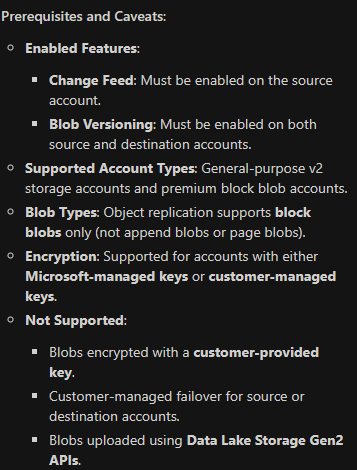 Prerequisites and Caveats:
Enabled Features:
Change Feed: Must be enabled on the source
account.
Blob Versioning: Must be enabled on both
source and destination accounts.
Supported Account Types: General-purpose v2
storage accounts and premium block blob accounts.
Blob Types: Object replication supports block
blobs only (not append blobs or page blobs).
Encryption: Supported for accounts with either
Microsoft-managed keys or customer-managed
keys.
Not Supported:
Blobs encrypted with a customer-provided
key.
Customer-managed failover for source or
destination accounts.
Blobs uploaded using Data Lake Storage Gen2
APIs.